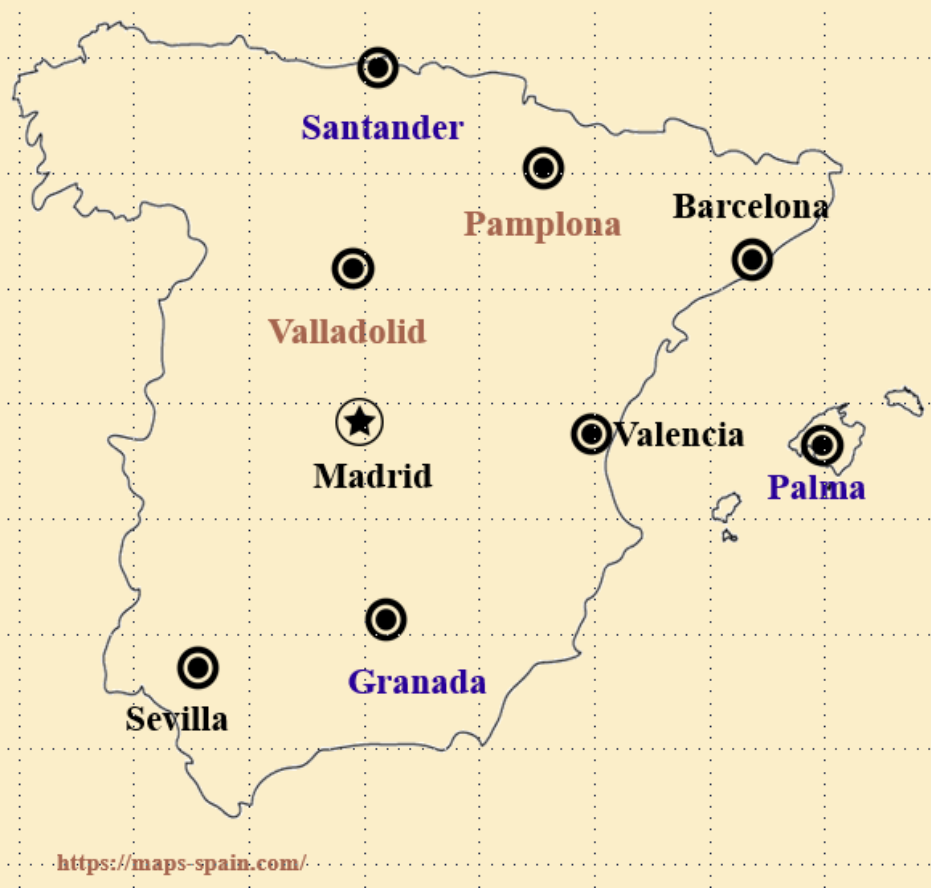 Santander
Pamplona
Barcelona
Valladolid
Valencia
Madrid
Palma
Granada
Sevilla
https://maps-spain.com/